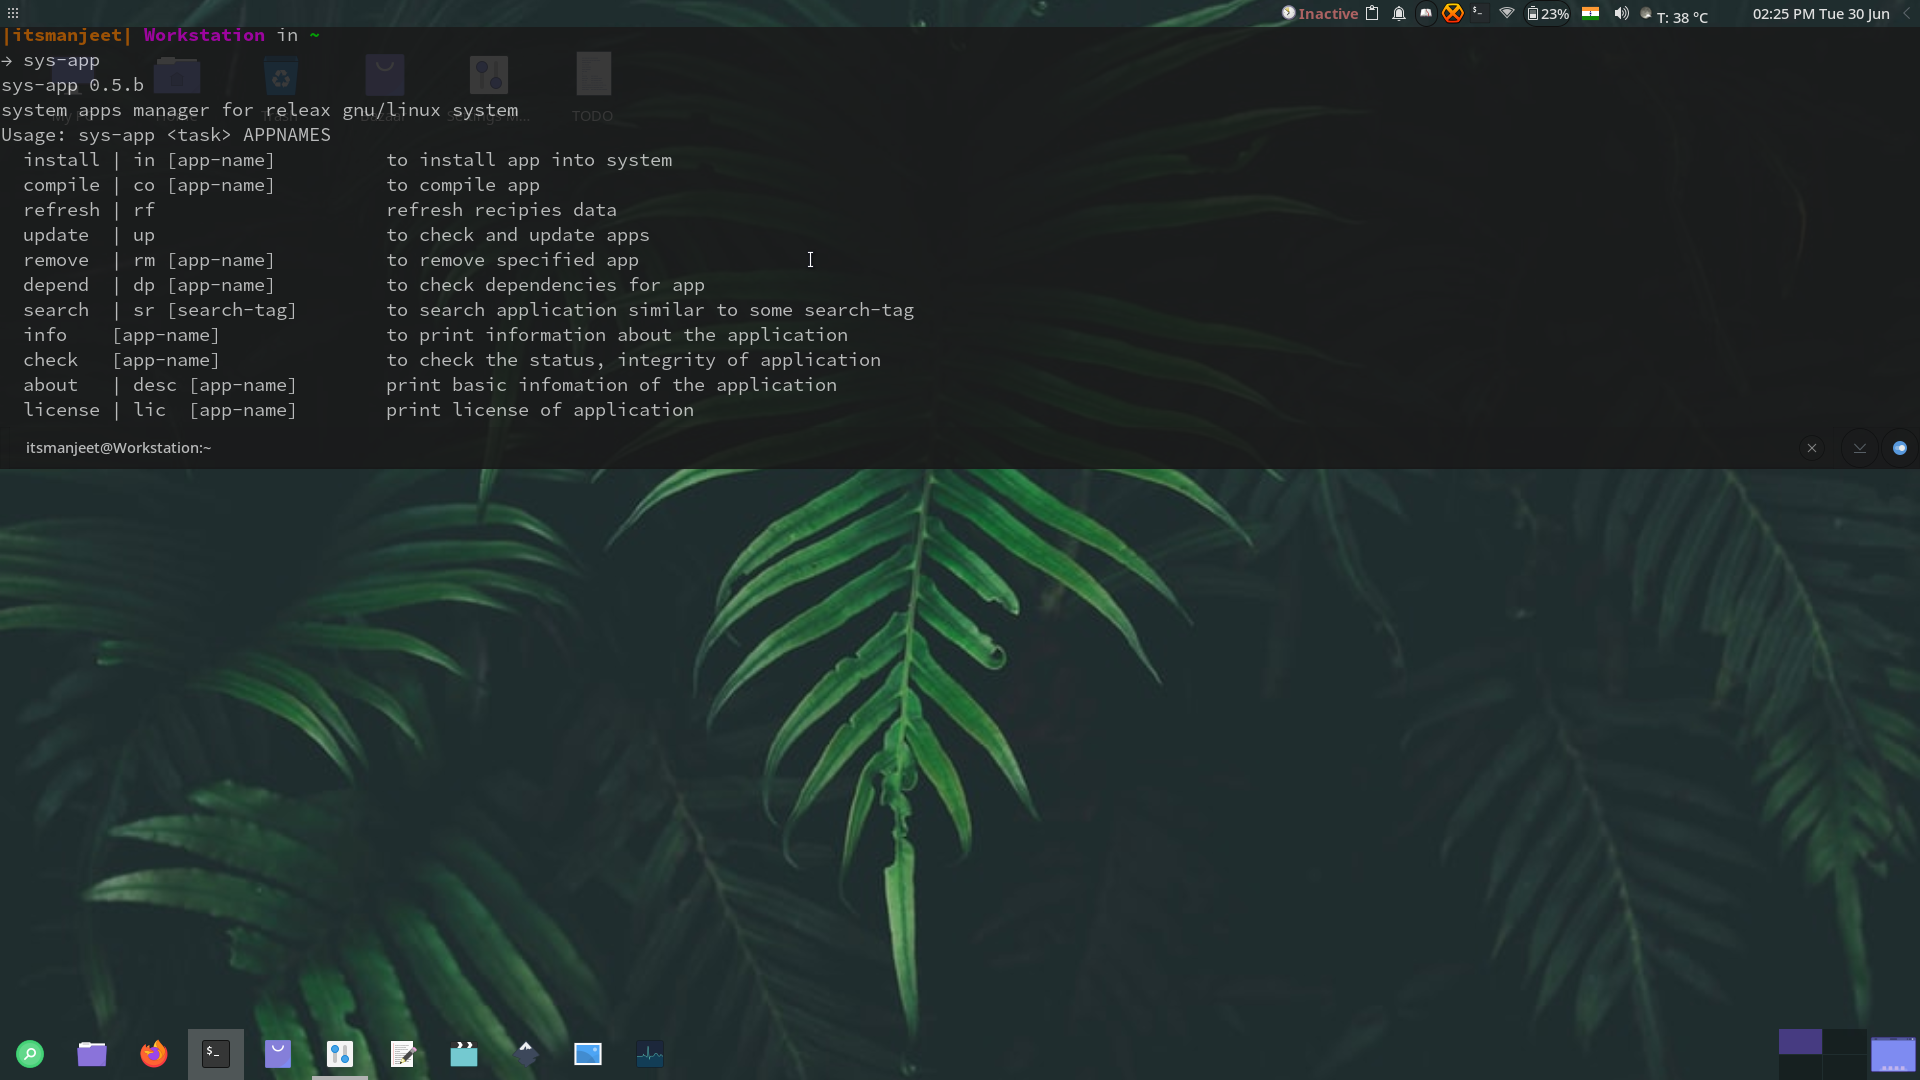 Inactive 23% T: 38 °C 02:25 PM Tue 30 Jun
|itsmanjeet| Workstation in ~
→ sys-app
sys-app 0.5.b
system apps manager for releax gnu/linux system
Usage: sys-app <task> APPNAMES
install | in [app-name] to install app into system
compile | co [app-name] to compile app
refresh | rf refresh recipies data
update | up to check and update apps
remove | rm [app-name] to remove specified app
depend | dp [app-name] to check dependencies for app
search | sr [search-tag] to search application similar to some search-tag
info [app-name] to print information about the application
check [app-name] to check the status, integrity of application
about | desc [app-name] print basic infomation of the application
license | lic [app-name] print license of application
Trash TODO
itsmanjeet@Workstation:~